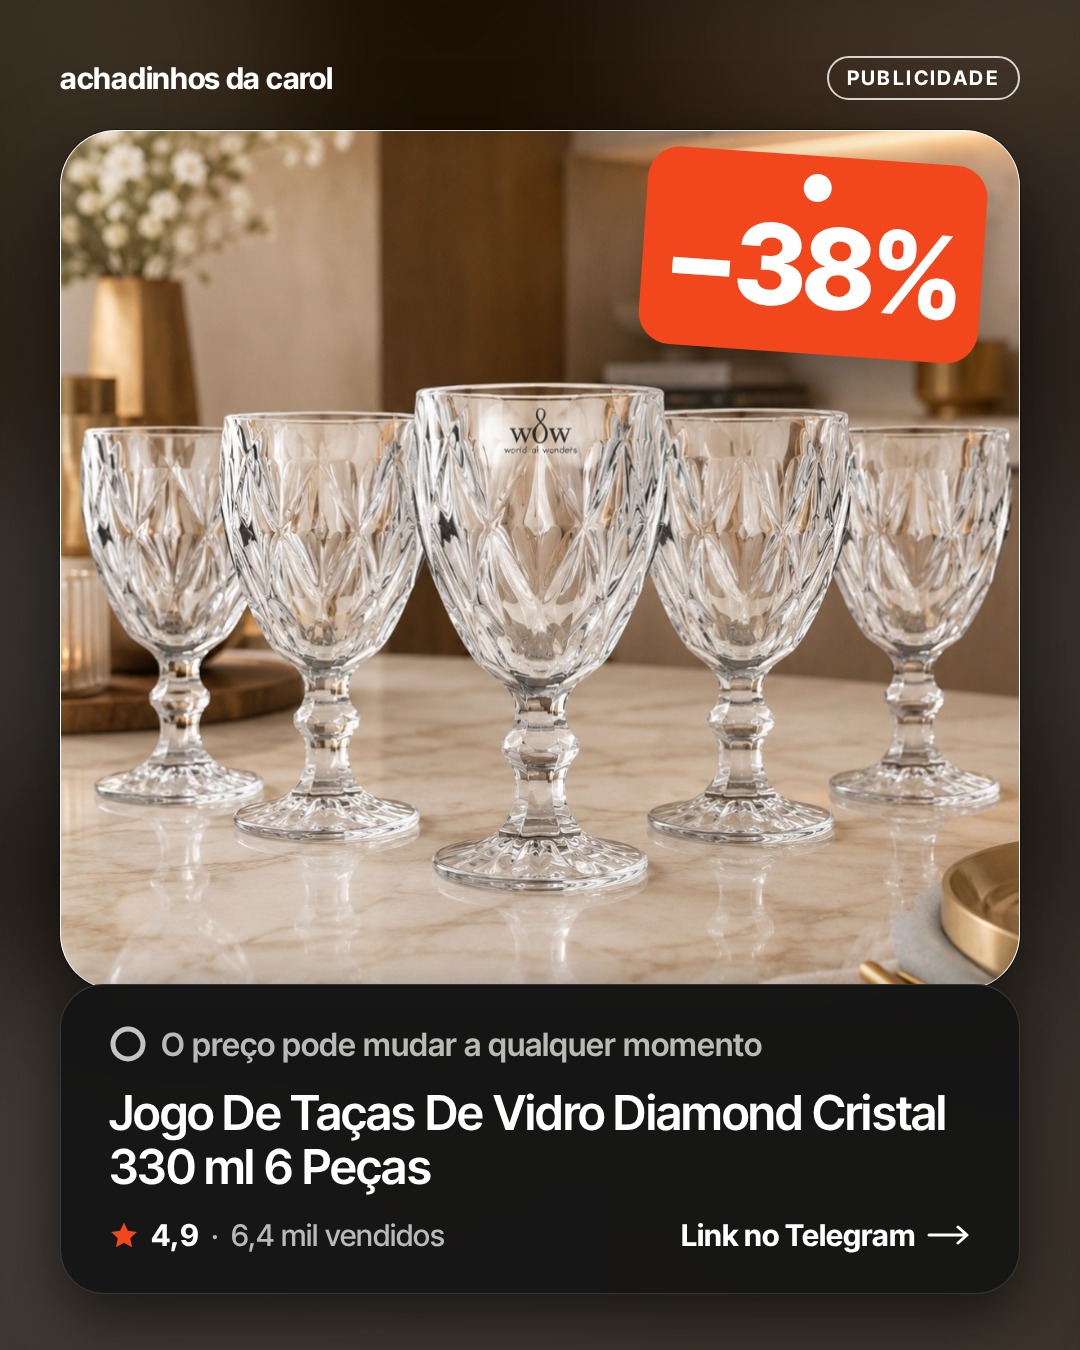 achadinhos da carol
PUBLICIDADE
-38%
wow
world of wonders
O preço pode mudar a qualquer momento
Jogo De Taças De Vidro Diamond Cristal
330 ml 6 Peças
4,9 · 6,4 mil vendidos
Link no Telegram →